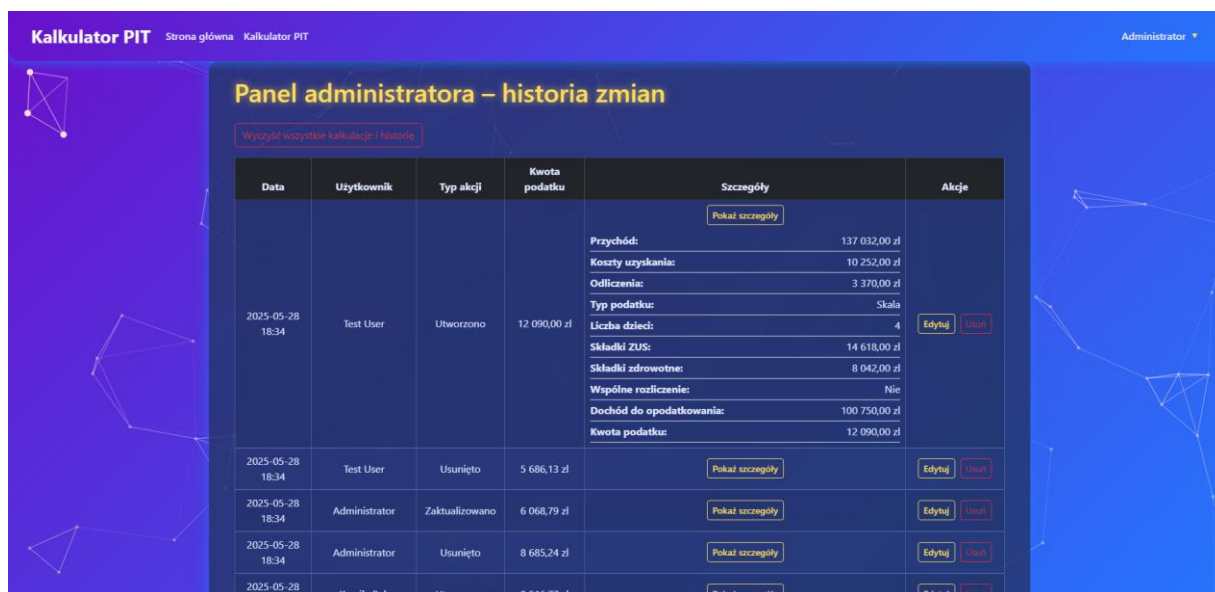 Kalkulator PIT Strona główna Kalkulator PIT Administrator
Panel administratora – historia zmian
Wyczyść wszystkie kalkulacje i historię
Data Użytkownik Typ akcji Kwota podatku Szczegóły Akcje
Pokaż szczegóły
Przychód: 137 032,00 zł
Koszty uzyskania: 10 252,00 zł
Odliczenia: 3 370,00 zł
Typ podatku: Skala
2025-05-28 18:34 Test User Utworzono 12 090,00 zł Liczba dzieci: 4 Edytuj Usuń
Składki ZUS: 14 618,00 zł
Składki zdrowotne: 8 042,00 zł
Wspólne rozliczenie: Nie
Dochód do opodatkowania: 100 750,00 zł
Kwota podatku: 12 090,00 zł
2025-05-28 18:34 Test User Usunięto 5 686,13 zł Pokaż szczegóły Edytuj Usuń
2025-05-28 18:34 Administrator Zaktualizowano 6 068,79 zł Pokaż szczegóły Edytuj Usuń
2025-05-28 18:34 Administrator Usunięto 8 685,24 zł Pokaż szczegóły Edytuj Usuń
2025-05-28